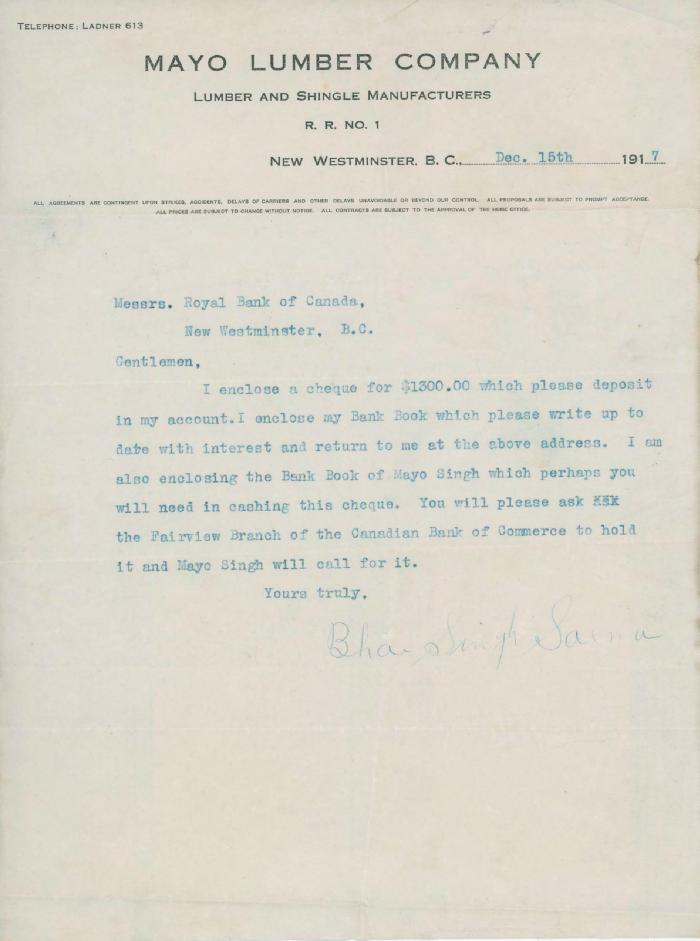 TELEPHONE: LADNER 613
MAYO LUMBER COMPANY
LUMBER AND SHINGLE MANUFACTURERS
R. R. NO. 1
NEW WESTMINSTER, B. C., Dec. 15th 1917
ALL AGREEMENTS ARE CONTINGENT UPON STRIKES, ACCIDENTS, DELAYS OF CARRIERS AND OTHER DELAYS UNAVOIDABLE OR BEYOND OUR CONTROL. ALL PROPOSALS ARE SUBJECT TO PROMPT ACCEPTANCE.
ALL PRICES ARE SUBJECT TO CHANGE WITHOUT NOTICE. ALL CONTRACTS ARE SUBJECT TO THE APPROVAL OF THE HOME OFFICE.
Messrs. Royal Bank of Canada,
New Westminster, B.C.
Gentlemen,
I enclose a cheque for $1300.00 which please deposit
in my account. I enclose my Bank Book which please write up to
date with interest and return to me at the above address. I am
also enclosing the Bank Book of Mayo Singh which perhaps you
will need in cashing this cheque. You will please ask
the Fairview Branch of the Canadian Bank of Commerce to hold
it and Mayo Singh will call for it.
Yours truly,
Singh